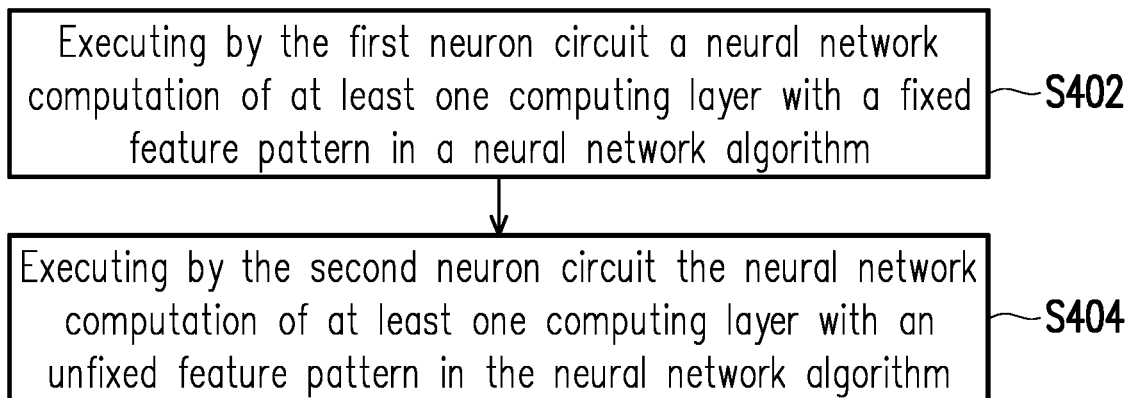 Executing by the first neuron circuit a neural network
computation of at least one computing layer with a fixed
feature pattern in a neural network algorithm
S402
Executing by the second neuron circuit the neural network
computation of at least one computing layer with an
unfixed feature pattern in the neural network algorithm
S404